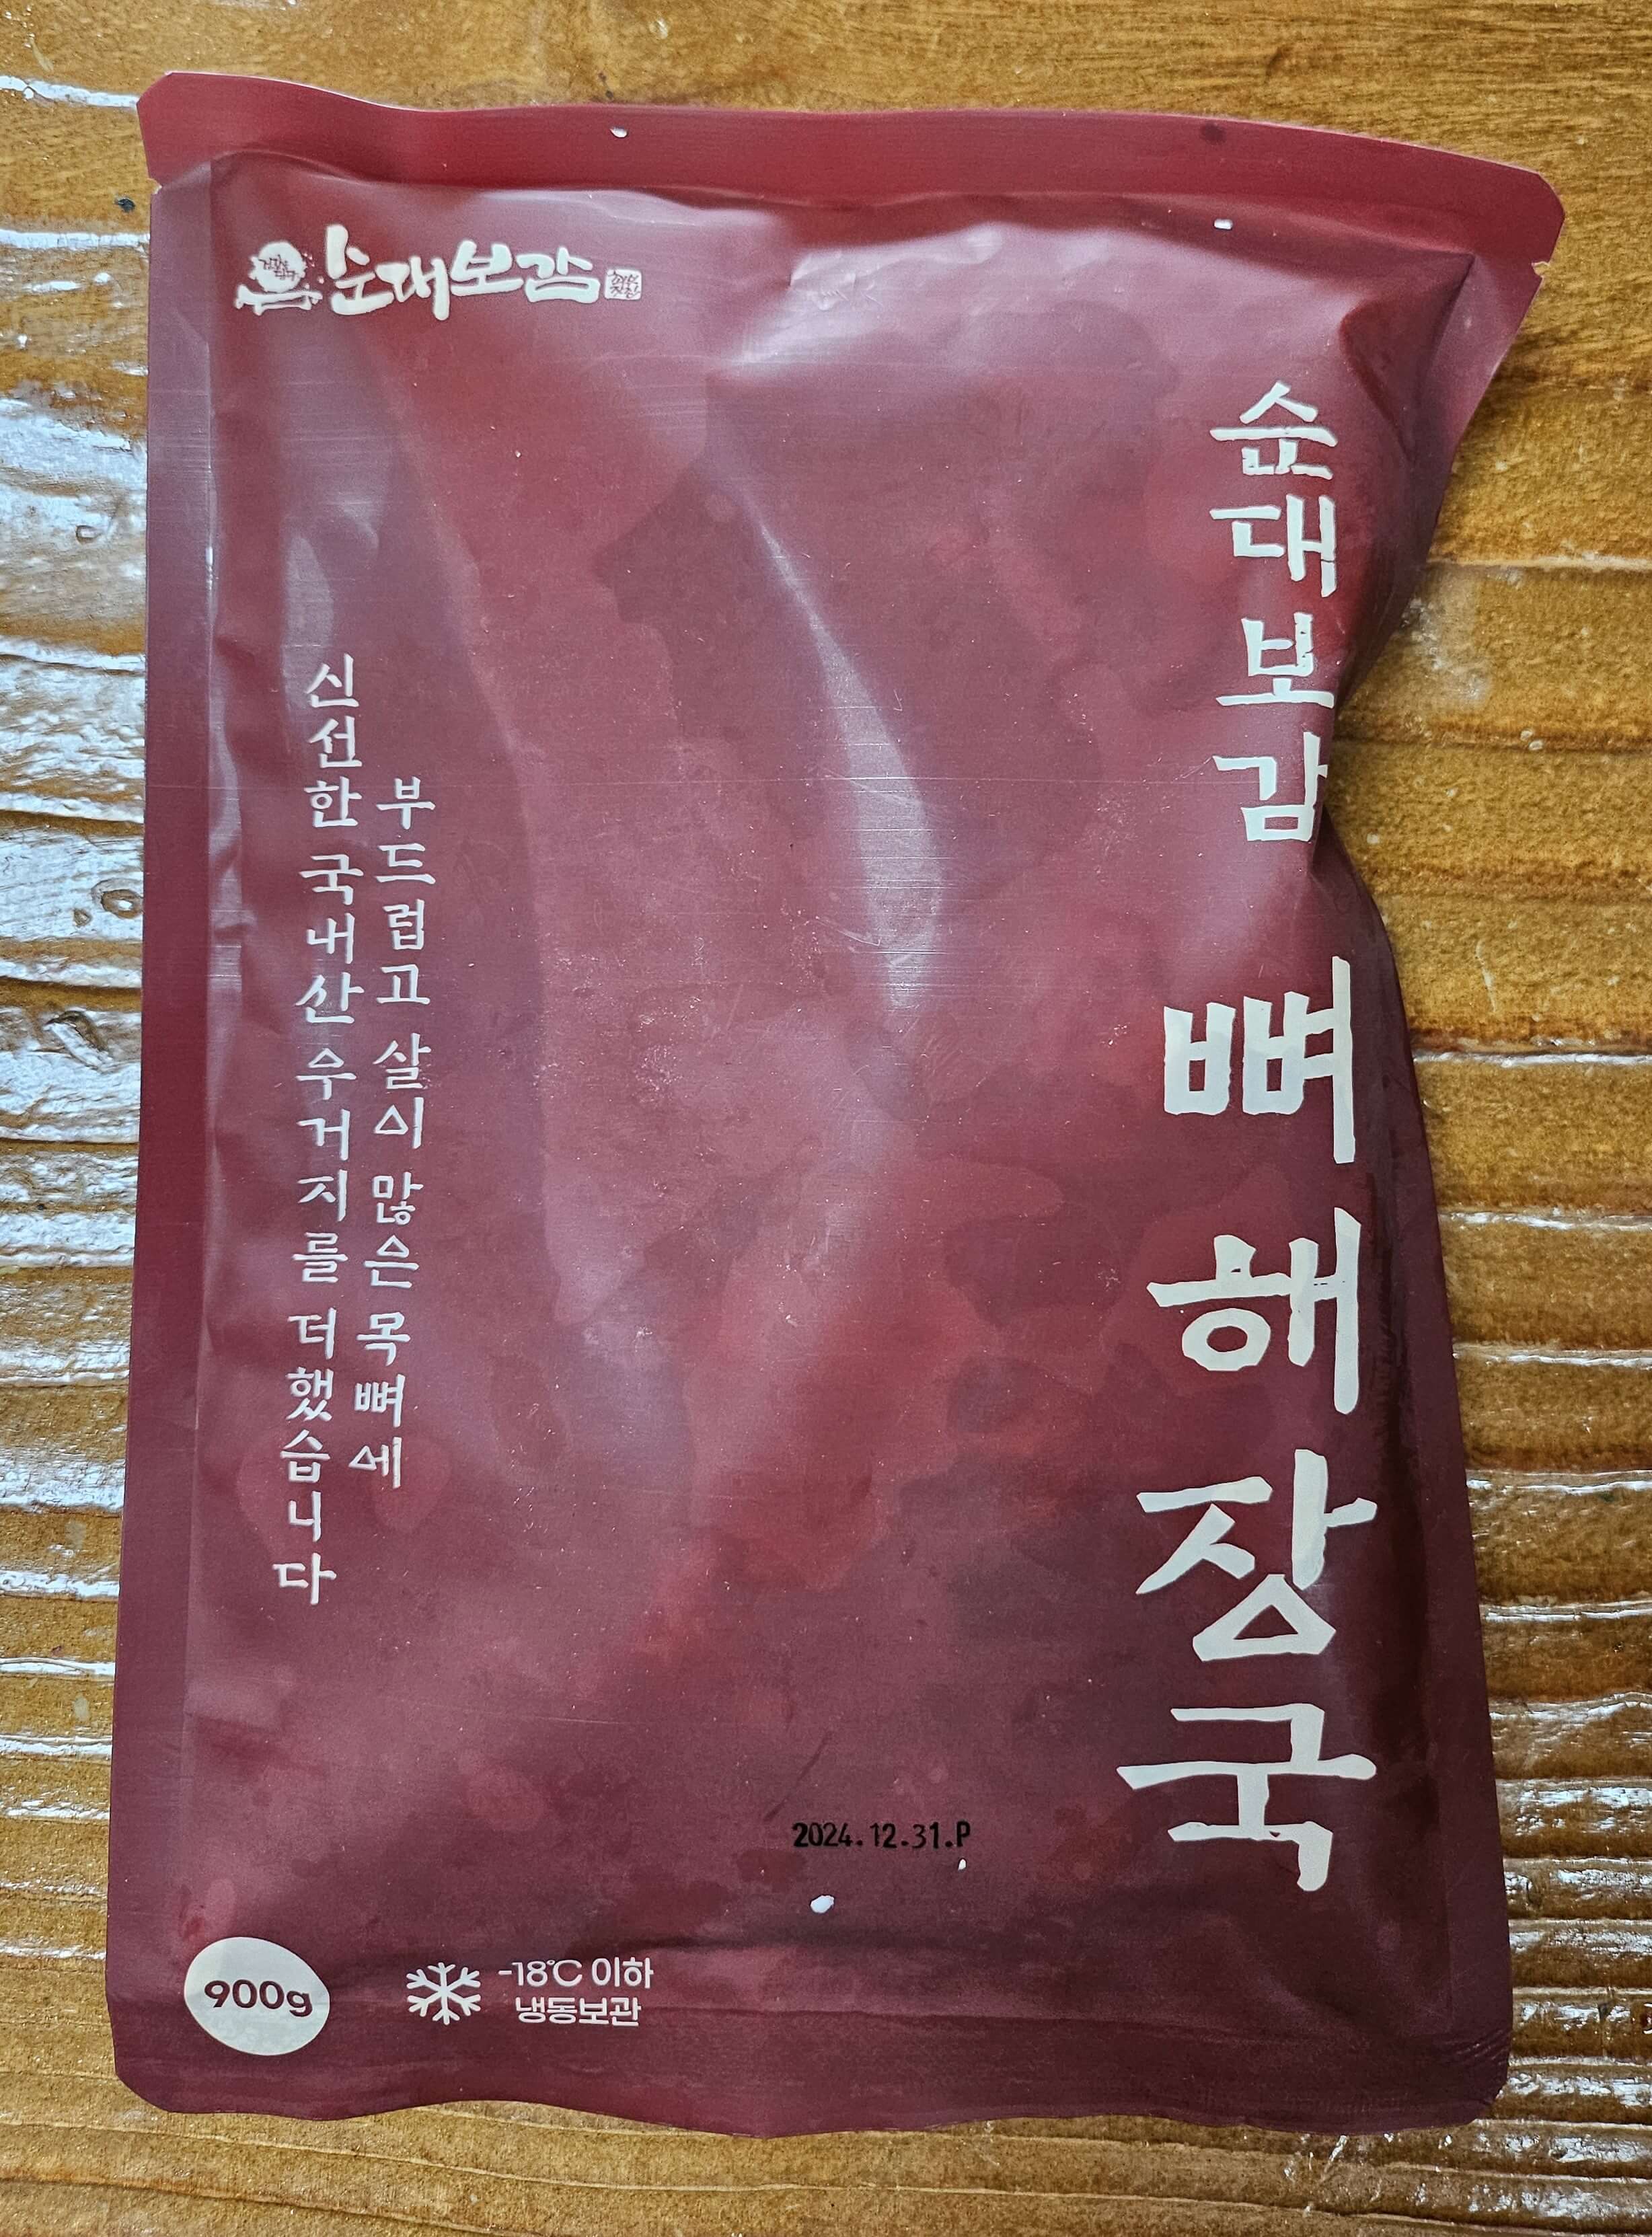 순대보감
순대보감 뼈해장국
부드럽고 살이 많은 목뼈에
신선한 국내산 우거지를 더했습니다
2024.12.31.P
900g
-18℃ 이하
냉동보관